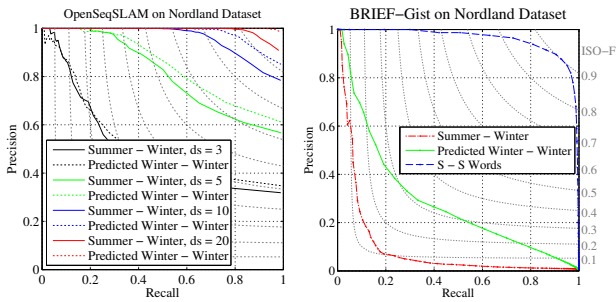 OpenSeqSLAM on Nordland Dataset
1
0.8
0.6
0.4
0.2
0
Precision
Summer − Winter, ds = 3
Predicted Winter − Winter
Summer − Winter, ds = 5
Predicted Winter − Winter
Summer − Winter, ds = 10
Predicted Winter − Winter
Summer − Winter, ds = 20
Predicted Winter − Winter
0 0.2 0.4 0.6 0.8 1
Recall
BRIEF−Gist on Nordland Dataset
1
0.8
0.6
0.4
0.2
0
Precision
Summer − Winter
Predicted Winter − Winter
S − S Words
ISO−F
0.9
0.8
0.7
0.6
0.5
0.4
0.3
0.2
0.1
0 0.2 0.4 0.6 0.8 1
Recall